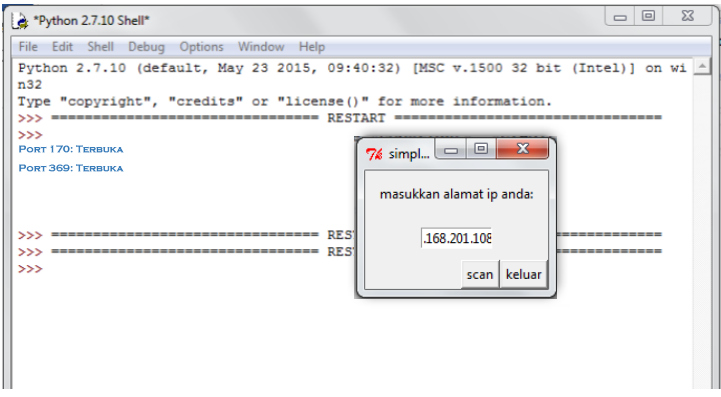 *Python 2.7.10 Shell*
File Edit Shell Debug Options Window Help
Python 2.7.10 (default, May 23 2015, 09:40:32) [MSC v.1500 32 bit (Intel)] on wi
n32
Type "copyright", "credits" or "license()" for more information.
>>> ================================ RESTART ================================
>>>
PORT 170: TERBUKA
PORT 369: TERBUKA
>>> ================================ RES
>>> ================================ RES
>>>
simpl...
masukkan alamat ip anda:
.168.201.108
scan keluar